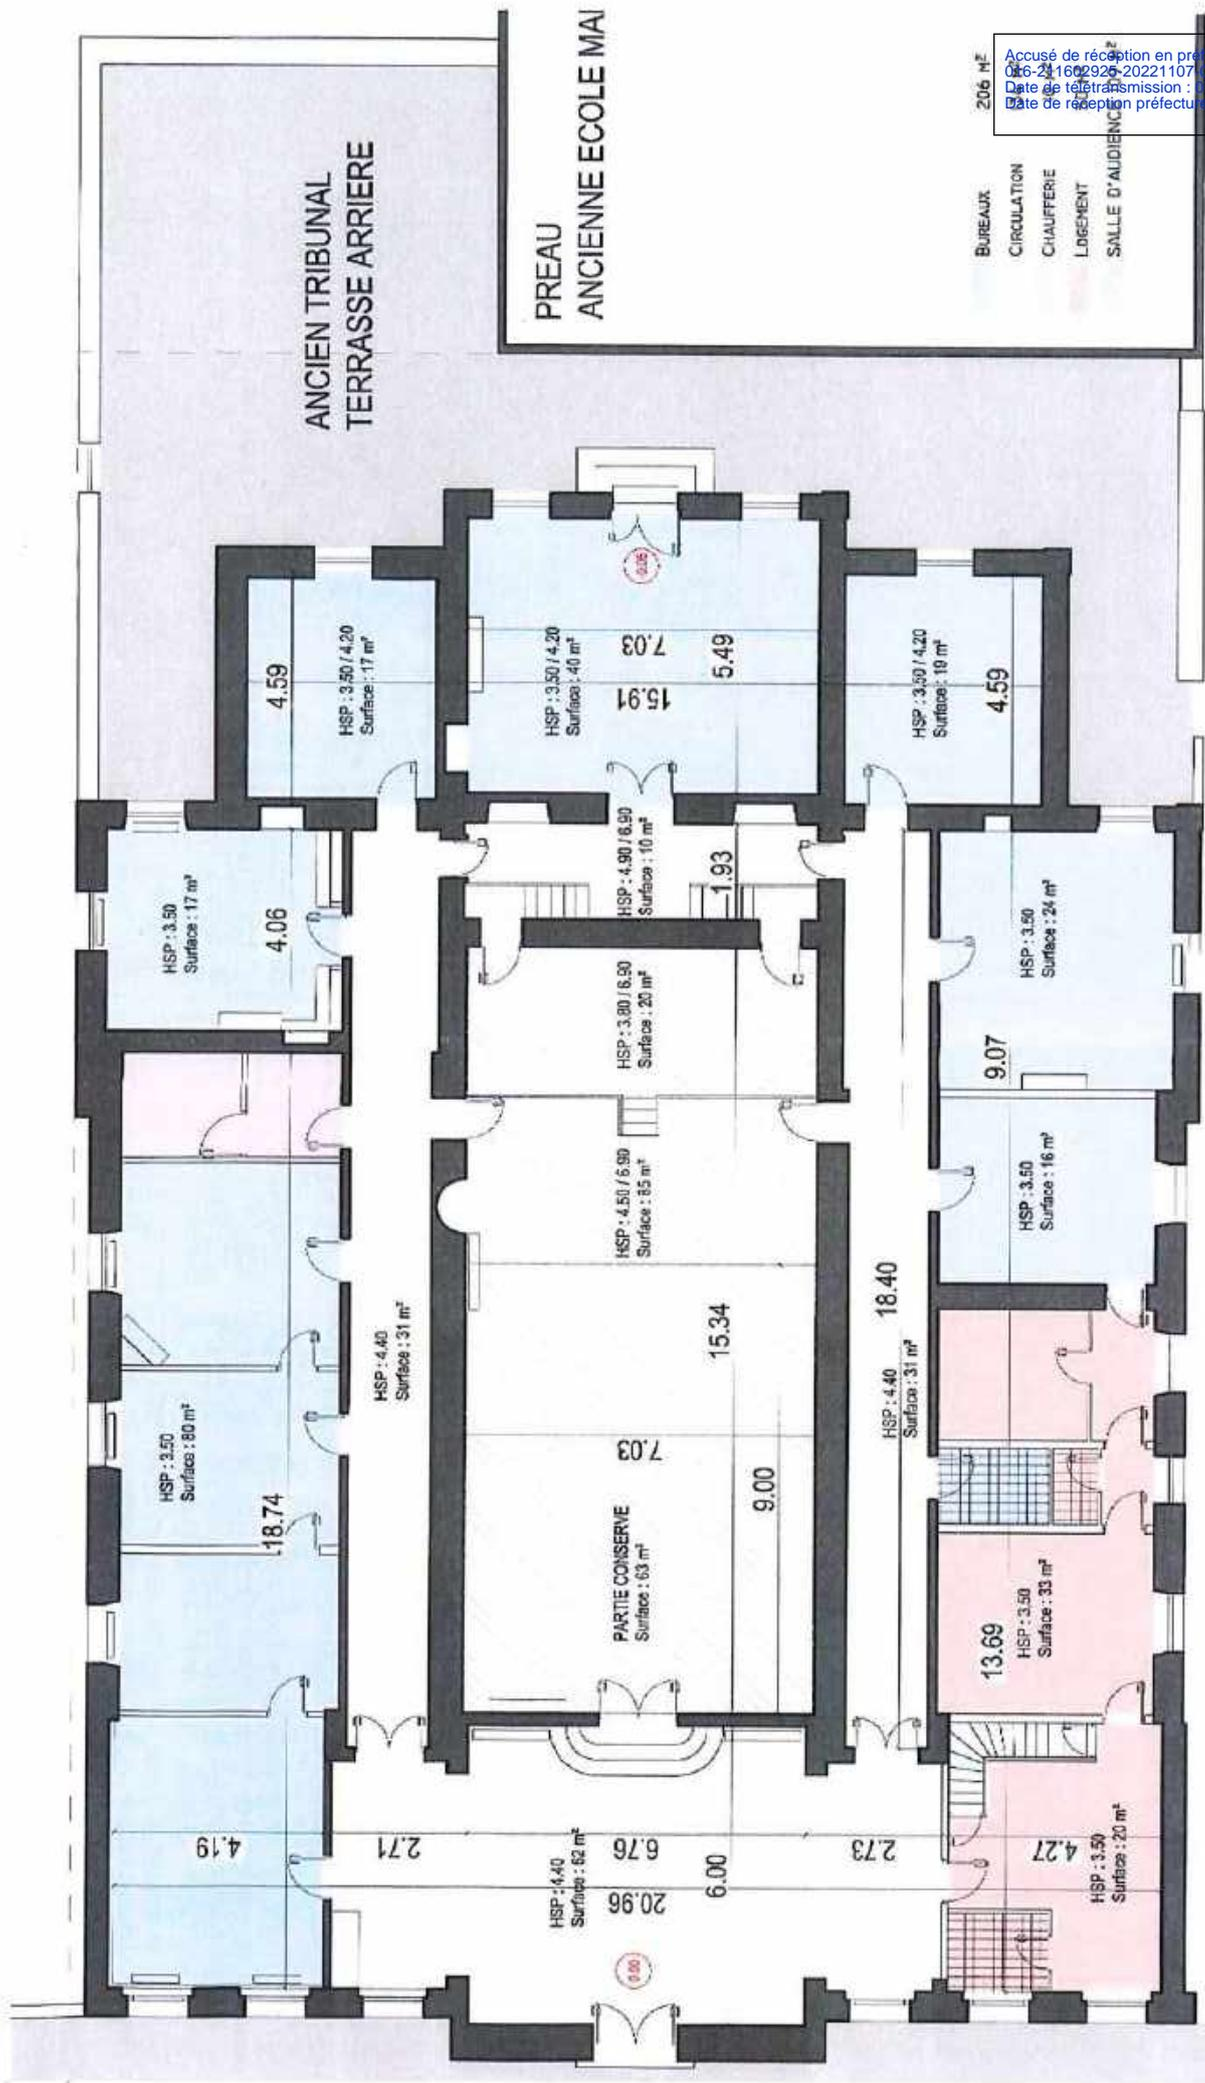 ANCIEN TRIBUNAL
TERRASSE ARRIERE
PREAU
ANCIENNE ECOLE MAI
BUREAUX 206 M²
CIRCULATION
CHAUFFERIE
LOGEMENT
SALLE D'AUDIENCE
Accusé de réception en préf
Date de télétransmission : 0
Date de réception préfecture
4.59
HSP : 3.50 / 4.20
Surface : 17 m²
HSP : 3.50 / 4.20
Surface : 40 m²
7.03
15.91
5.49
0.05
HSP : 3.50 / 4.20
Surface : 19 m²
4.59
HSP : 3.50
Surface : 17 m²
4.06
HSP : 4.90 / 6.90
Surface : 10 m²
1.93
HSP : 3.80 / 6.90
Surface : 20 m²
HSP : 3.50
Surface : 24 m²
9.07
HSP : 4.50 / 6.90
Surface : 85 m²
HSP : 3.50
Surface : 16 m²
HSP : 3.50
Surface : 80 m²
18.74
HSP : 4.40
Surface : 31 m²
15.34
7.03
9.00
PARTIE CONSERVE
Surface : 63 m²
18.40
HSP : 4.40
Surface : 31 m²
13.69
HSP : 3.50
Surface : 33 m²
4.19
2.71
HSP : 4.40
Surface : 62 m²
6.76
20.96
6.00
2.73
4.27
HSP : 3.50
Surface : 20 m²
0.00